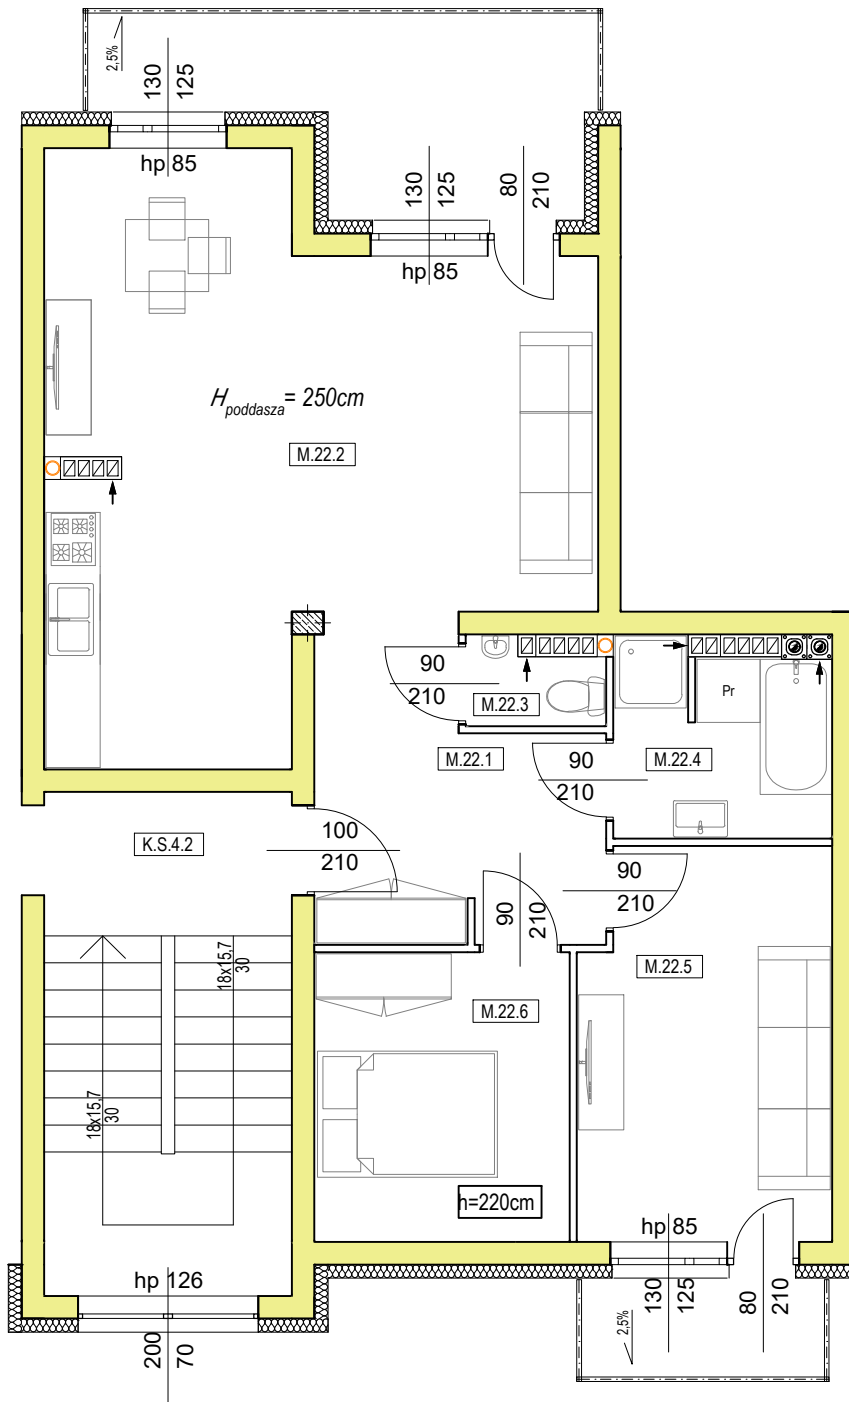 2,5%
130
125
hp 85
130
125
80
210
hp 85
H poddasza = 250cm
M.22.2
90
210
M.22.3
Pr
M.22.1
90
210
M.22.4
K.S.4.2
100
210
90
210
90
210
18x15,7
30
M.22.5
M.22.6
18x15,7
30
h=220cm
hp 85
hp 126
130
125
80
210
2,5%
200
70